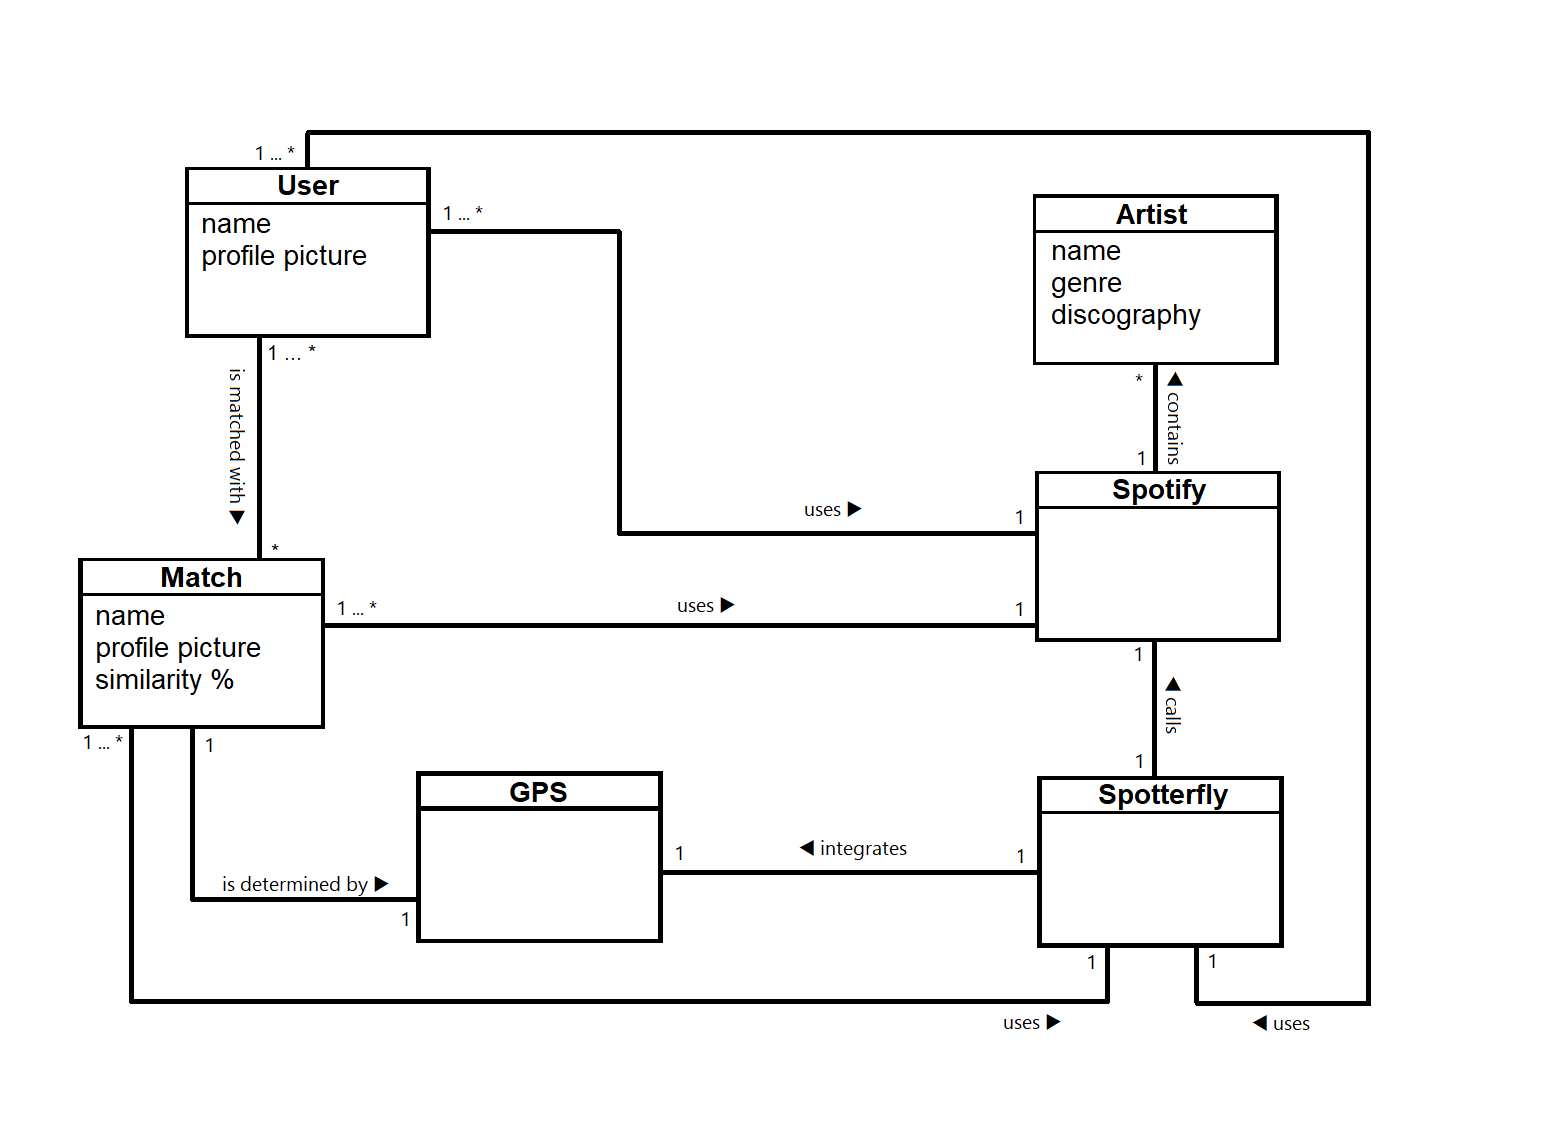 1 ... *
User
name
profile picture
1 ... *
1 ... *
is matched with ▼
*
Artist
name
genre
discography
*
▲ contains
1
Spotify
uses ▶
1
Match
name
profile picture
similarity %
1 ... *
uses ▶
1
1
▲ calls
1
1 ... *
1
GPS
is determined by ▶
1
1
◀ integrates
1
Spotterfly
1
1
uses ▶
◀ uses